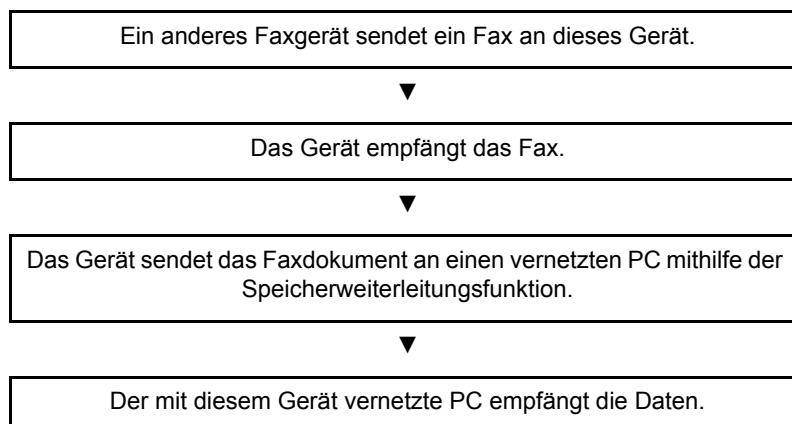 Ein anderes Faxgerät sendet ein Fax an dieses Gerät.
▼
Das Gerät empfängt das Fax.
▼
Das Gerät sendet das Faxdokument an einen vernetzten PC mithilfe der
Speicherweiterleitungsfunktion.
▼
Der mit diesem Gerät vernetzte PC empfängt die Daten.